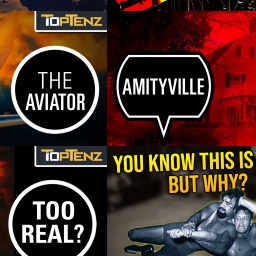 TOPTENZ
THE
AVIATOR
AMITYVILLE
TOPTENZ
TOO
REAL?
YOU KNOW THIS IS
BUT WHY?